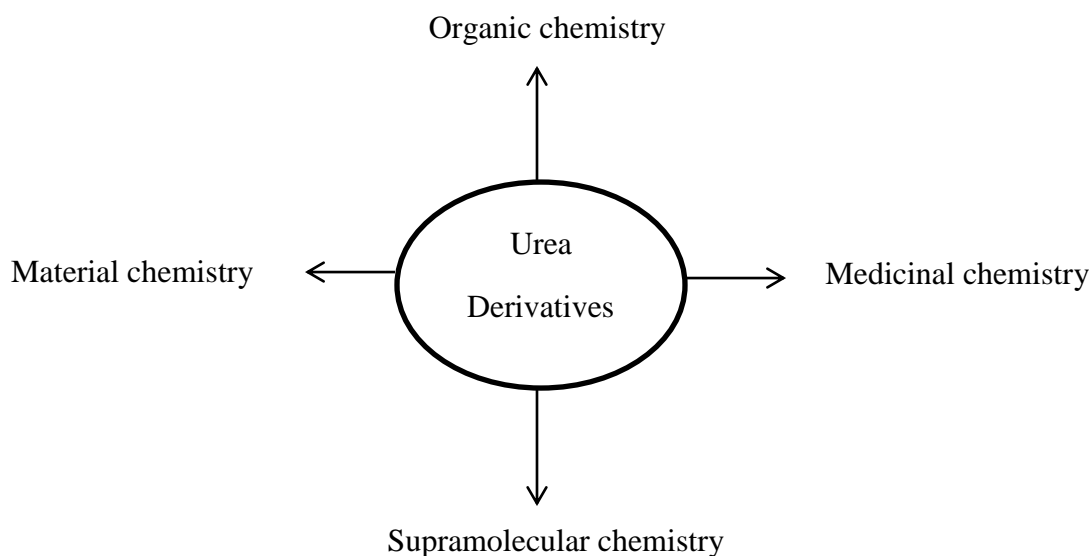 Organic chemistry
Urea
Material chemistry
Medicinal chemistry
Derivatives
Supramolecular chemistry